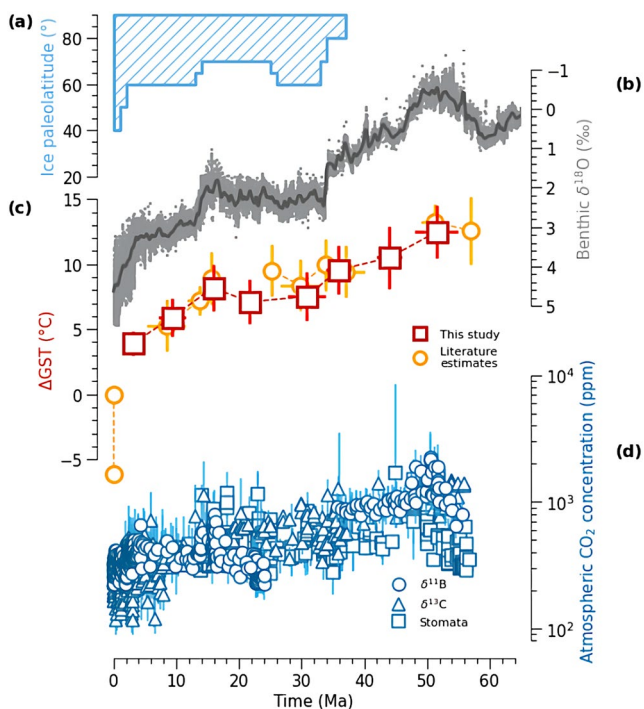 (a)
80
60
40
20
Ice paleolatitude (°)
−1
0
1
2
3
4
5
Benthic δ¹⁸O (‰)
(b)
(c)
15
10
5
0
−5
ΔGST (°C)
This study
Literature
estimates
10⁴
10³
10²
Atmospheric CO₂ concentration (ppm)
(d)
δ¹¹B
δ¹³C
Stomata
0
10
20
30
40
50
60
Time (Ma)